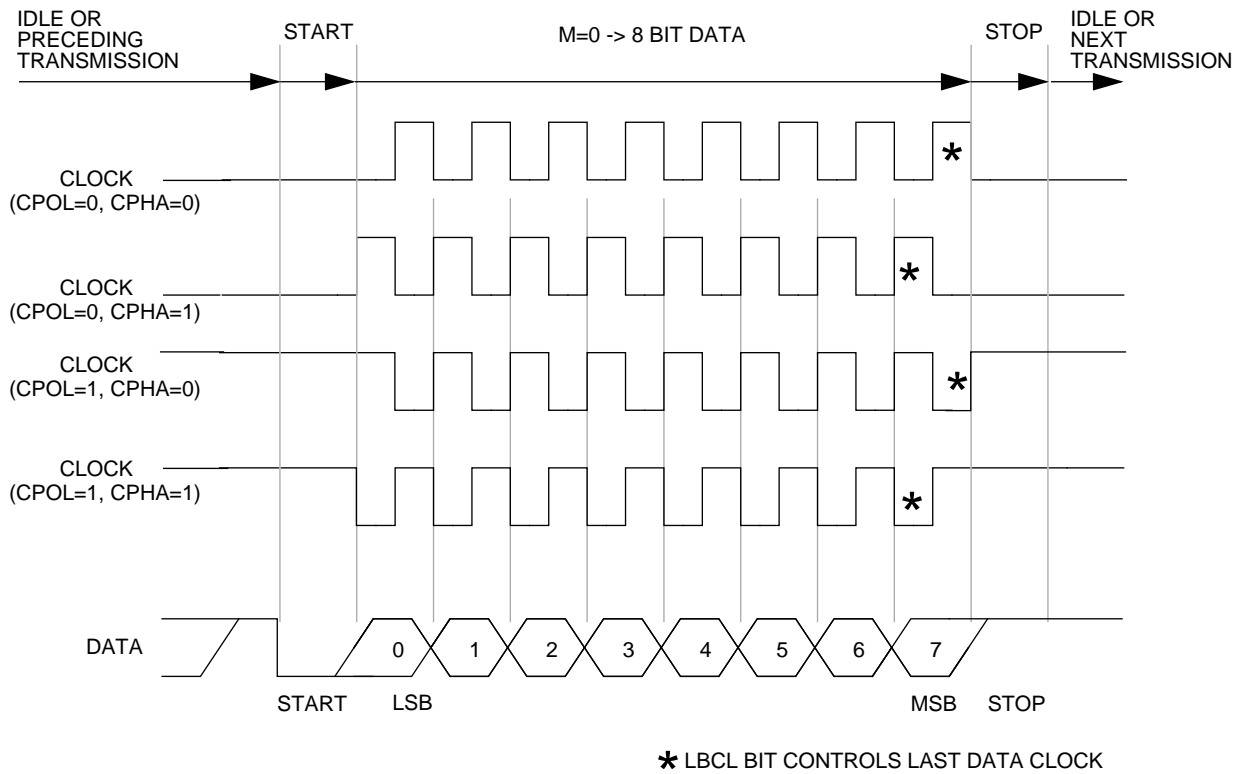 IDLE OR
PRECEDING
TRANSMISSION
START
M=0 -> 8 BIT DATA
STOP
IDLE OR
NEXT
TRANSMISSION
CLOCK
(CPOL=0, CPHA=0)
*
CLOCK
(CPOL=0, CPHA=1)
*
CLOCK
(CPOL=1, CPHA=0)
*
CLOCK
(CPOL=1, CPHA=1)
*
DATA
0 1 2 3 4 5 6 7
START LSB MSB STOP
* LBCL BIT CONTROLS LAST DATA CLOCK